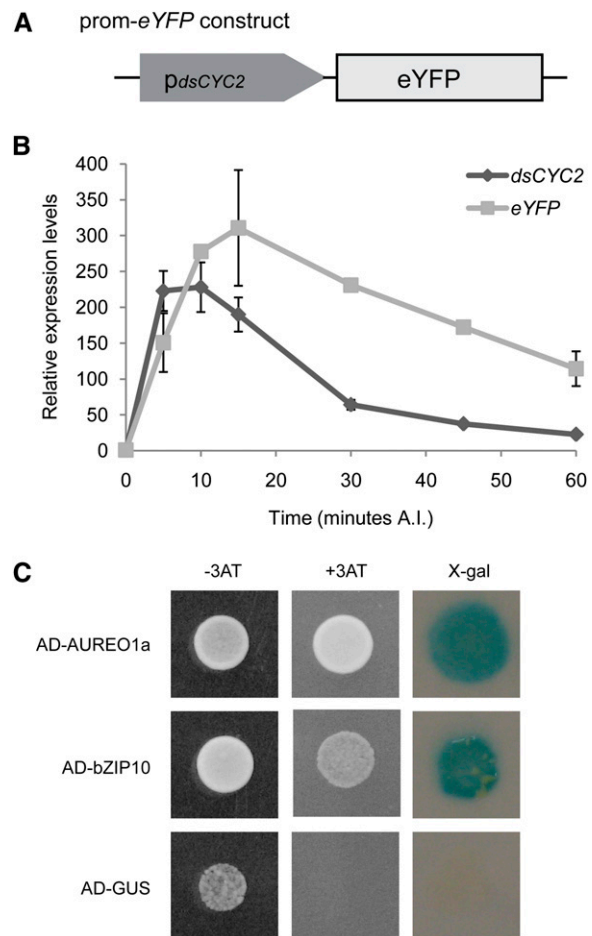 A
prom-eYFP construct
pdsCYC2
eYFP
B
400
350
300
250
200
150
100
50
0
Relative expression levels
dsCYC2
eYFP
0 10 20 30 40 50 60
Time (minutes A.I.)
C
-3AT +3AT X-gal
AD-AUREO1a
AD-bZIP10
AD-GUS